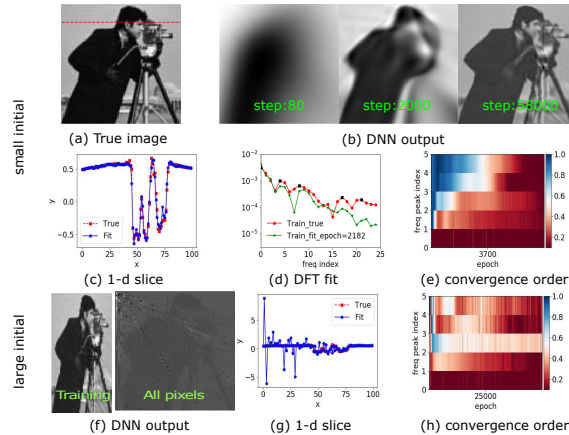 small initial
step:80
step:2000
step:58000
(a) True image
(b) DNN output
0.5
0.0
−0.5
y
True
Fit
0 25 50 75 100
x
(c) 1-d slice
10⁻²
10⁻³
10⁻⁴
10⁻⁵
Train_true
Train_fit_epoch=2182
0 5 10 15 20 25
freq index
(d) DFT fit
freq peak index
5
4
3
2
1
0
3700
epoch
1.0
0.8
0.6
0.4
0.2
(e) convergence order
large initial
Training
All pixels
(f) DNN output
y
5
0
−5
True
Fit
0 25 50 75 100
x
(g) 1-d slice
freq peak index
5
4
3
2
1
0
25000
epoch
1.0
0.8
0.6
0.4
0.2
(h) convergence order